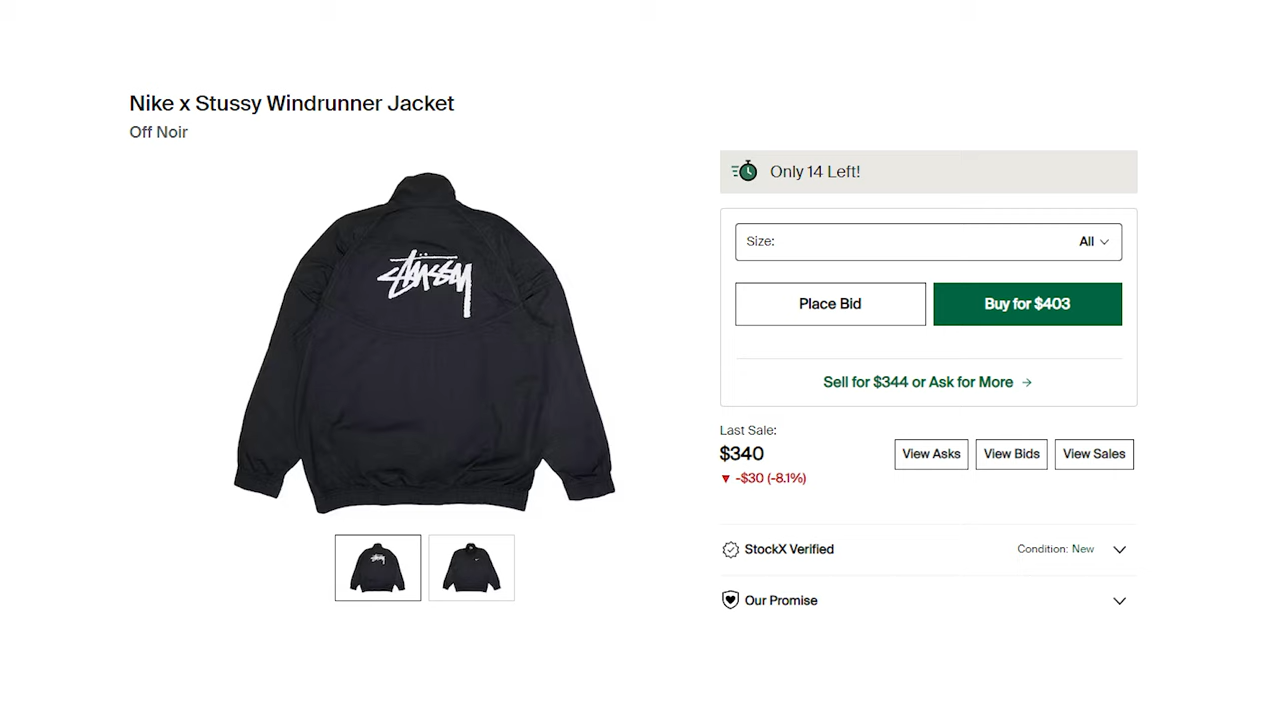 Nike x Stussy Windrunner Jacket
Off Noir
Stüssy
Only 14 Left!
Size:
All
Place Bid
Buy for $403
Sell for $344 or Ask for More →
Last Sale:
$340
▼ -$30 (-8.1%)
View Asks
View Bids
View Sales
StockX Verified
Condition: New
Our Promise